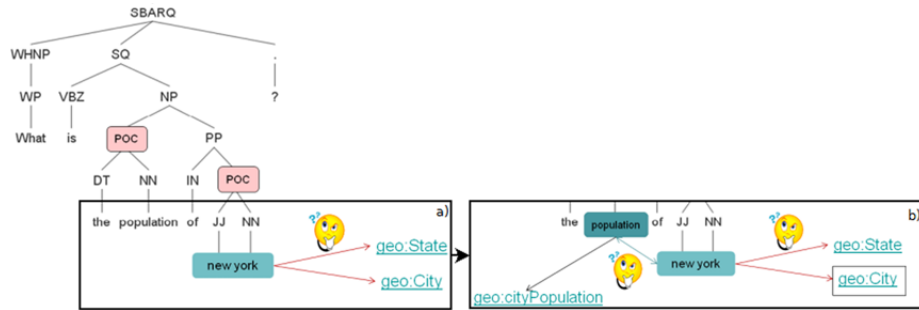 SBARQ
WHNP SQ .
WP VBZ NP ?
What is POC PP
DT NN IN POC
the population of JJ NN a)
new york
geo:State
geo:City
the population of JJ NN b)
new york
geo:State
geo:City
geo:cityPopulation